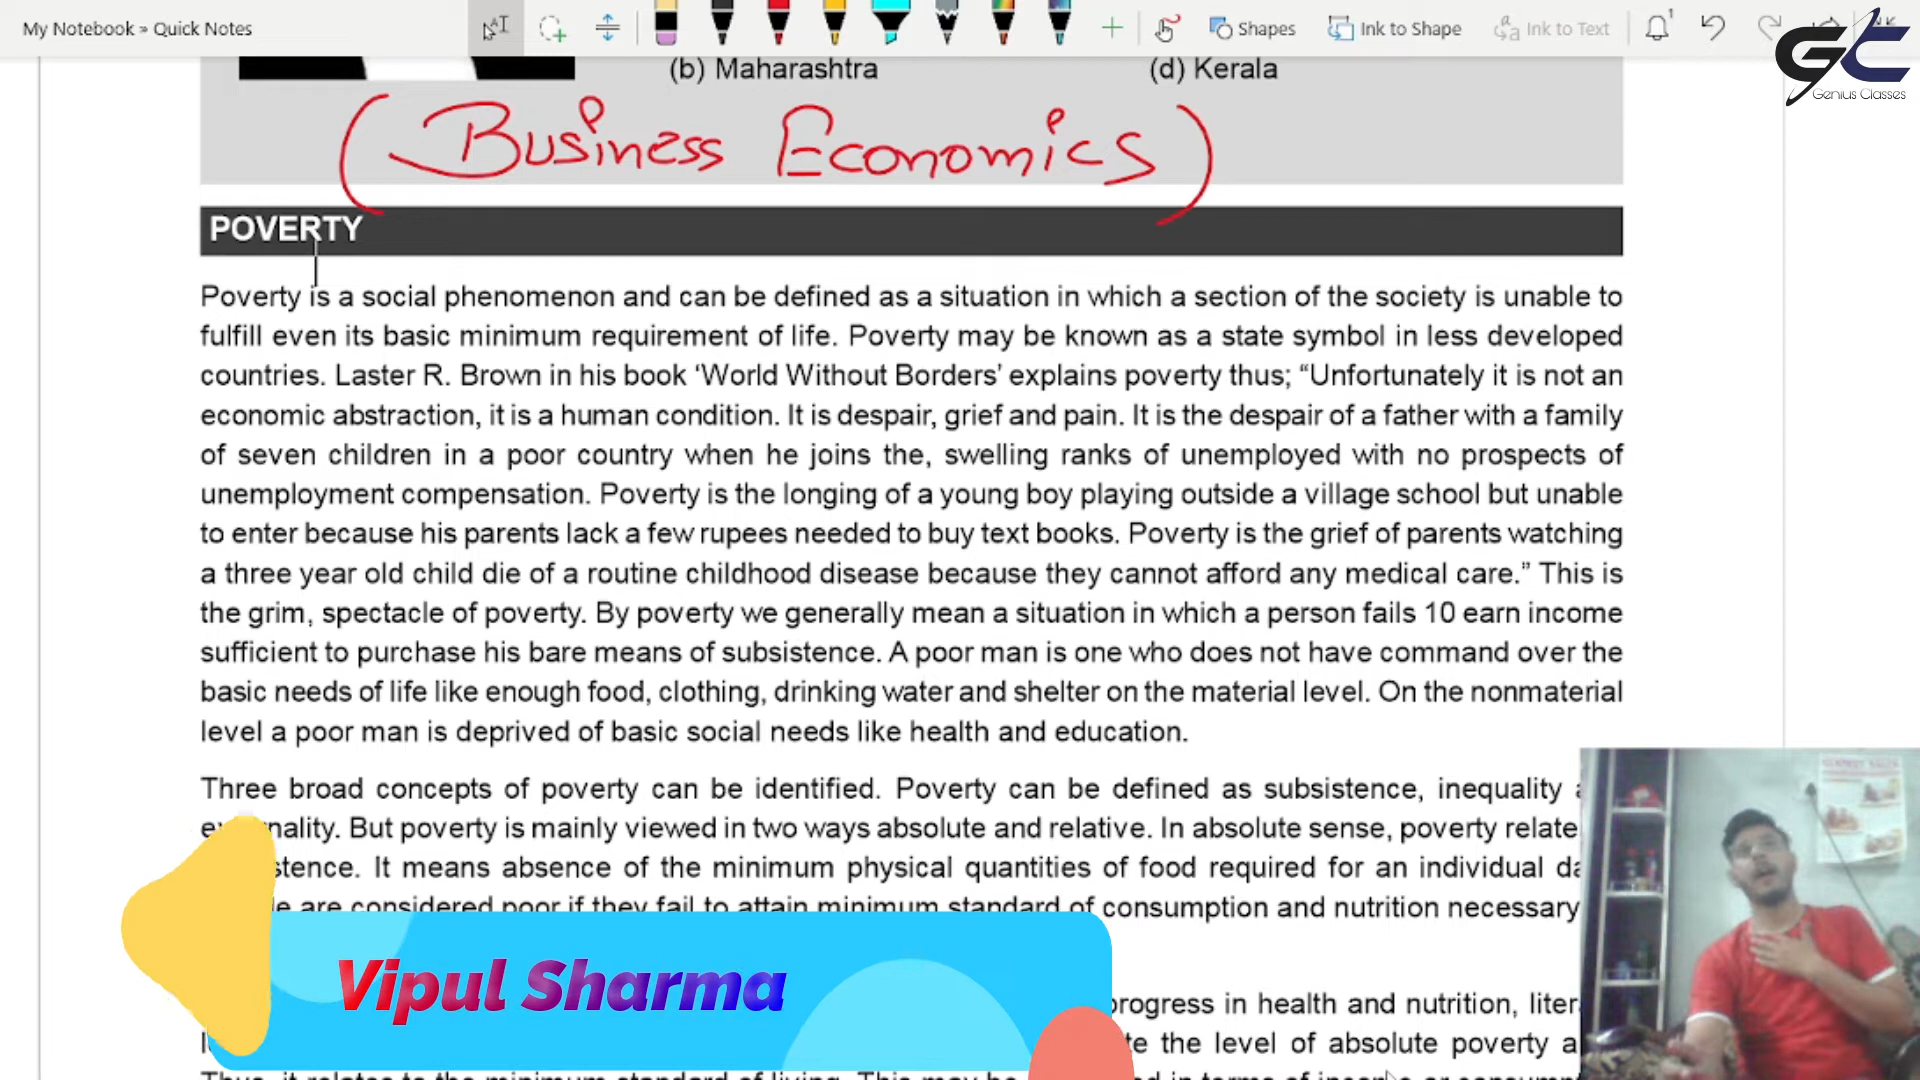 My Notebook » Quick Notes
Shapes
Ink to Shape
Ink to Text
GC
Genius Classes
(b) Maharashtra
(d) Kerala
(Business Economics)
POVERTY
Poverty is a social phenomenon and can be defined as a situation in which a section of the society is unable to
fulfill even its basic minimum requirement of life. Poverty may be known as a state symbol in less developed
countries. Laster R. Brown in his book ‘World Without Borders’ explains poverty thus; “Unfortunately it is not an
economic abstraction, it is a human condition. It is despair, grief and pain. It is the despair of a father with a family
of seven children in a poor country when he joins the, swelling ranks of unemployed with no prospects of
unemployment compensation. Poverty is the longing of a young boy playing outside a village school but unable
to enter because his parents lack a few rupees needed to buy text books. Poverty is the grief of parents watching
a three year old child die of a routine childhood disease because they cannot afford any medical care.” This is
the grim, spectacle of poverty. By poverty we generally mean a situation in which a person fails 10 earn income
sufficient to purchase his bare means of subsistence. A poor man is one who does not have command over the
basic needs of life like enough food, clothing, drinking water and shelter on the material level. On the nonmaterial
level a poor man is deprived of basic social needs like health and education.
Three broad concepts of poverty can be identified. Poverty can be defined as subsistence, inequality
But poverty is mainly viewed in two ways absolute and relative. In absolute sense, poverty relate
It means absence of the minimum physical quantities of food required for an individual
are considered poor if they fail to attain minimum standard of consumption and nutrition necessary
Vipul Sharma
progress in health and nutrition,
the level of absolute poverty